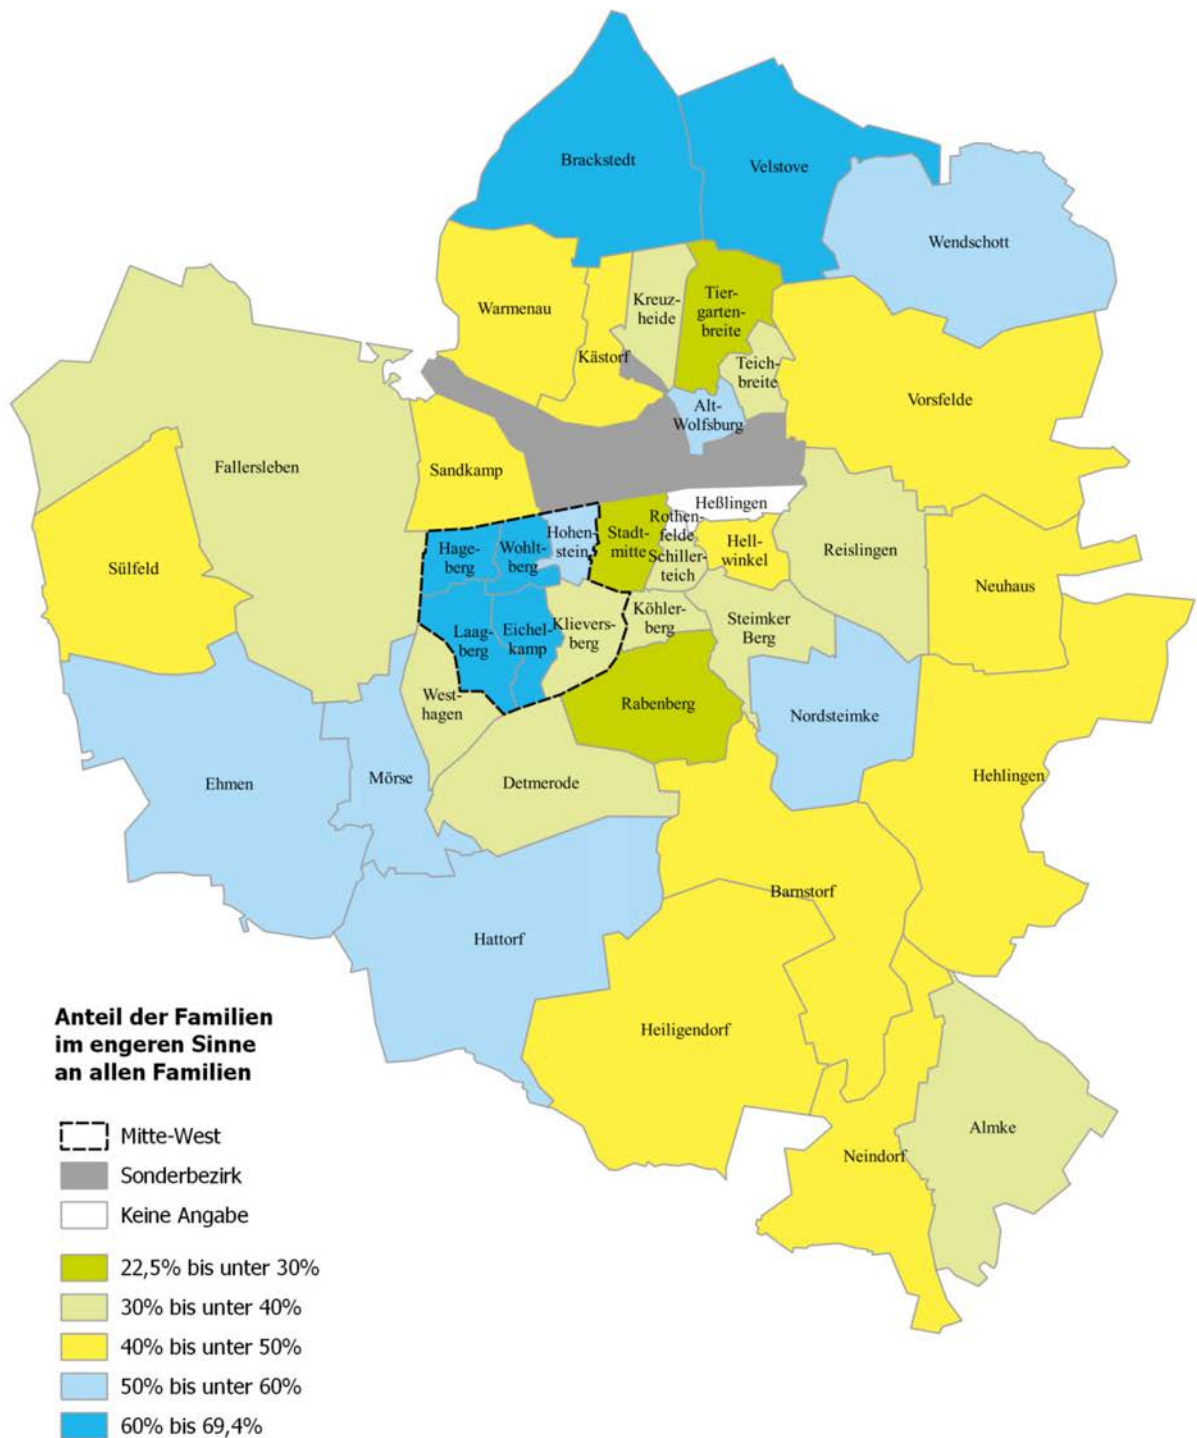 Brackstedt
Velstove
Wendschott
Warmenau
Kreuz-
heide
Tier-
garten-
breite
Kästorf
Teich-
breite
Alt-
Wolfsburg
Vorsfelde
Fallersleben
Sandkamp
Heßlingen
Rothen-
felde
Hohen-
stein
Stadt-
mitte
Hage-
berg
Wohlt-
berg
Schiller-
teich
Hell-
winkel
Reislingen
Sülfeld
Neuhaus
Laag-
berg
Eichel-
kamp
Klievers-
berg
Köhler-
berg
Steimker
Berg
West-
hagen
Rabenberg
Nordsteimke
Ehmen
Mörse
Detmerode
Hehlingen
Barnstorf
Hattorf
Heiligendorf
Almke
Neindorf
Anteil der Familien
im engeren Sinne
an allen Familien
Mitte-West
Sonderbezirk
Keine Angabe
22,5% bis unter 30%
30% bis unter 40%
40% bis unter 50%
50% bis unter 60%
60% bis 69,4%